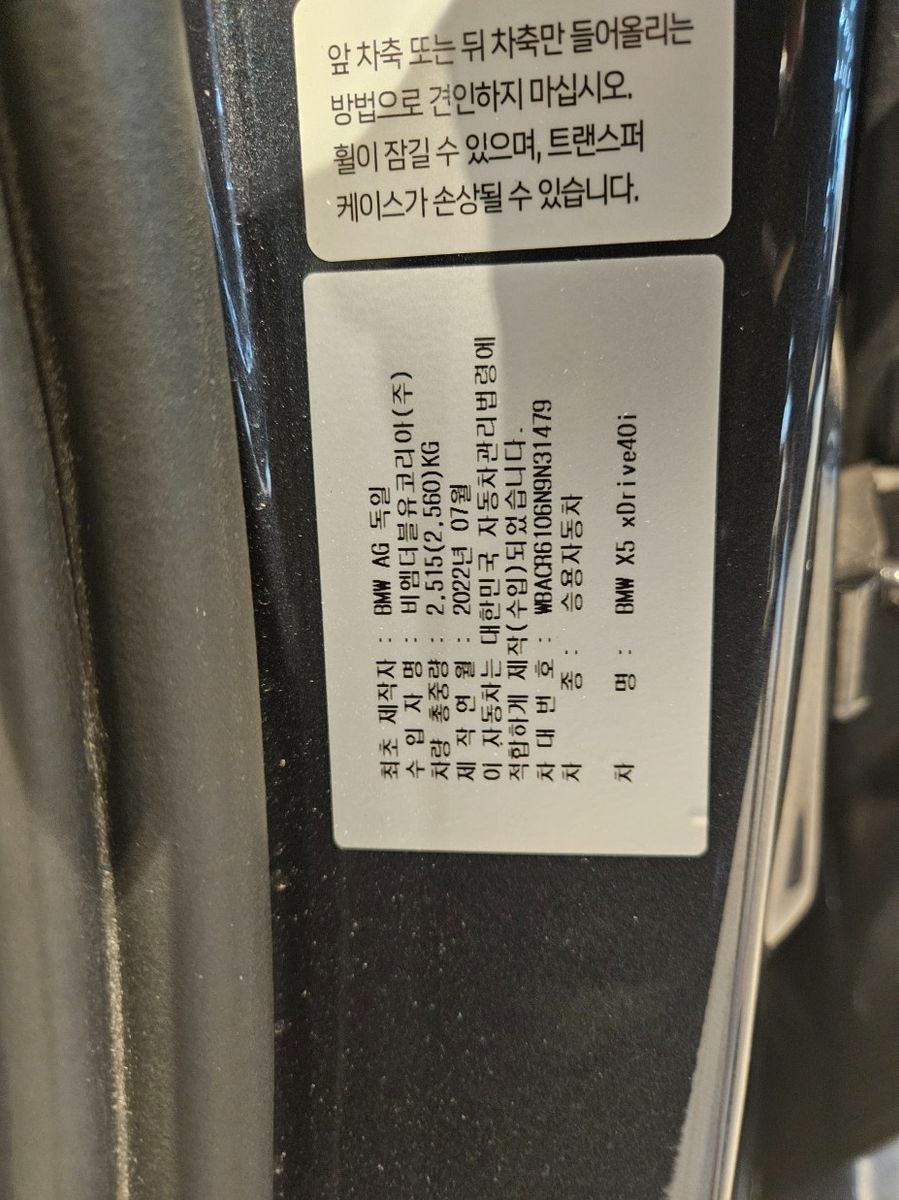 앞 차축 또는 뒤 차축만 들어올리는
방법으로 견인하지 마십시오.
휠이 잠길 수 있으며, 트랜스퍼
케이스가 손상될 수 있습니다.
최초 제작자 : BMW AG 독일
수 입 자 명 : 비엠더블유코리아(주)
차량 총중량 : 2,515(2,560)KG
제 작 연 월 : 2022년 07월
이 자동차는 대한민국 자동차관리법령에
적합하게 제작(수입)되었습니다.
차 대 번 호 : WBACR6106N9N31479
차 종 : 승용자동차
차 명 : BMW X5 xDrive40i